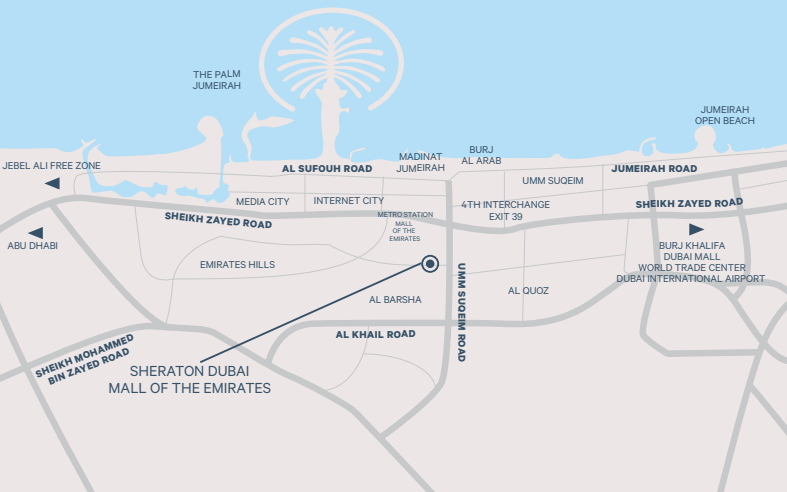 THE PALM
JUMEIRAH
JUMEIRAH
OPEN BEACH
JEBEL ALI FREE ZONE
AL SUFOUH ROAD
MADINAT
JUMEIRAH
BURJ
AL ARAB
JUMEIRAH ROAD
UMM SUQEIM
MEDIA CITY
INTERNET CITY
4TH INTERCHANGE
EXIT 39
SHEIKH ZAYED ROAD
SHEIKH ZAYED ROAD
METRO STATION
MALL
OF THE
EMIRATES
ABU DHABI
BURJ KHALIFA
DUBAI MALL
WORLD TRADE CENTER
DUBAI INTERNATIONAL AIRPORT
EMIRATES HILLS
AL BARSHA
UMM SUQEIM ROAD
AL QUOZ
AL KHAIL ROAD
SHEIKH MOHAMMED
BIN ZAYED ROAD
SHERATON DUBAI
MALL OF THE EMIRATES